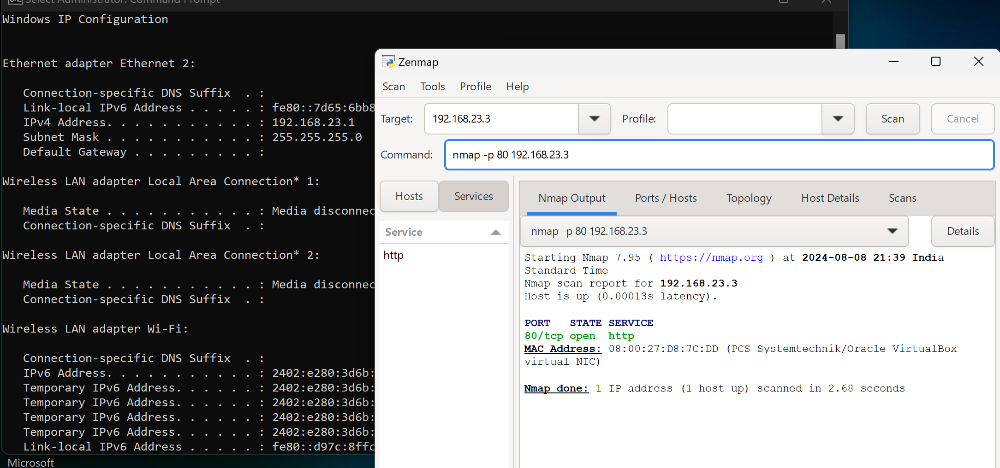 Select Administrator: Command Prompt
Windows IP Configuration
Ethernet adapter Ethernet 2:
Connection-specific DNS Suffix  . :
Link-local IPv6 Address . . . . . : fe80::7d65:6bb8
IPv4 Address. . . . . . . . . . . : 192.168.23.1
Subnet Mask . . . . . . . . . . . : 255.255.255.0
Default Gateway . . . . . . . . . :
Wireless LAN adapter Local Area Connection* 1:
Media State . . . . . . . . . . . : Media disconnec
Connection-specific DNS Suffix  . :
Wireless LAN adapter Local Area Connection* 2:
Media State . . . . . . . . . . . : Media disconnec
Connection-specific DNS Suffix  . :
Wireless LAN adapter Wi-Fi:
Connection-specific DNS Suffix  . :
IPv6 Address. . . . . . . . . . . : 2402:e280:3d6b:
Temporary IPv6 Address. . . . . . : 2402:e280:3d6b:
Temporary IPv6 Address. . . . . . : 2402:e280:3d6b:
Temporary IPv6 Address. . . . . . : 2402:e280:3d6b:
Temporary IPv6 Address. . . . . . : 2402:e280:3d6b:
Link-local IPv6 Address . . . . . : fe80::d97c:8ffc
Microsoft
Zenmap
Scan Tools Profile Help
Target: 192.168.23.3 Profile: Scan Cancel
Command: nmap -p 80 192.168.23.3
Hosts Services
Service
http
Nmap Output Ports / Hosts Topology Host Details Scans
nmap -p 80 192.168.23.3 Details
Starting Nmap 7.95 ( https://nmap.org ) at 2024-08-08 21:39 India
Standard Time
Nmap scan report for 192.168.23.3
Host is up (0.00013s latency).
PORT   STATE SERVICE
80/tcp open  http
MAC Address: 08:00:27:D8:7C:DD (PCS Systemtechnik/Oracle VirtualBox
virtual NIC)
Nmap done: 1 IP address (1 host up) scanned in 2.68 seconds